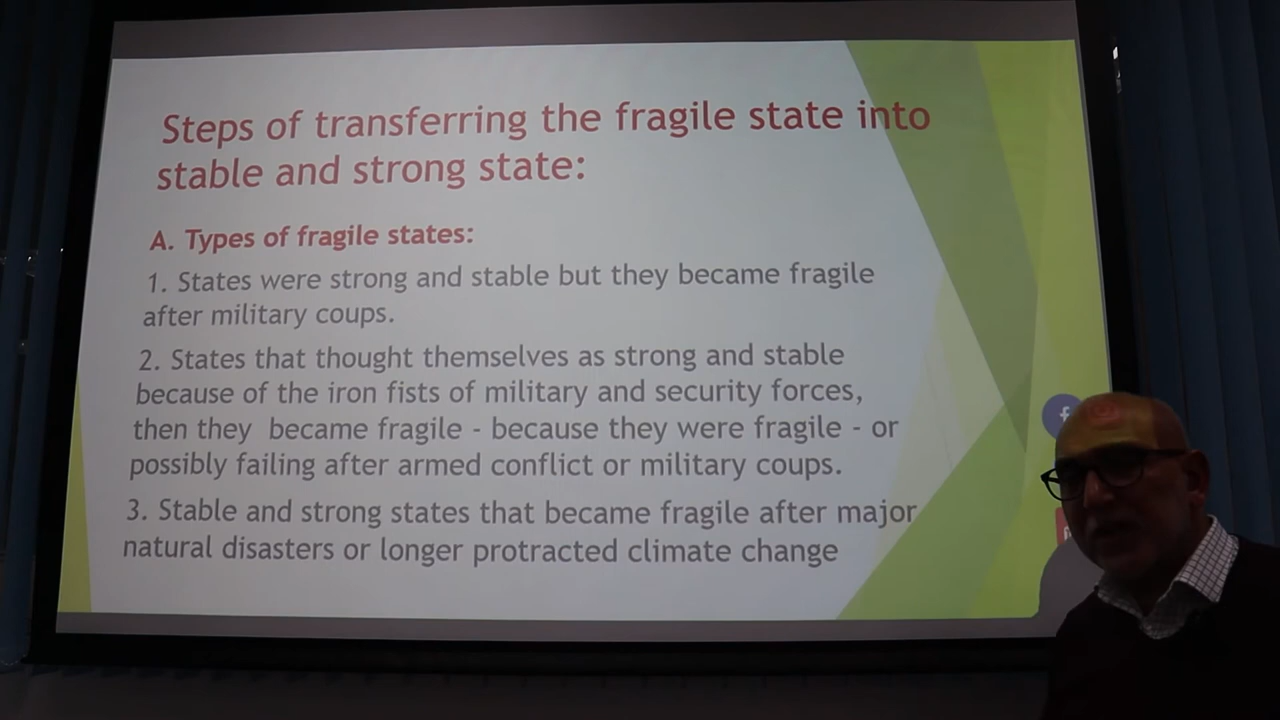 Steps of transferring the fragile state into
stable and strong state:
A. Types of fragile states:
1. States were strong and stable but they became fragile
after military coups.
2. States that thought themselves as strong and stable
because of the iron fists of military and security forces,
then they became fragile - because they were fragile - or
possibly failing after armed conflict or military coups.
3. Stable and strong states that became fragile after major
natural disasters or longer protracted climate change
f